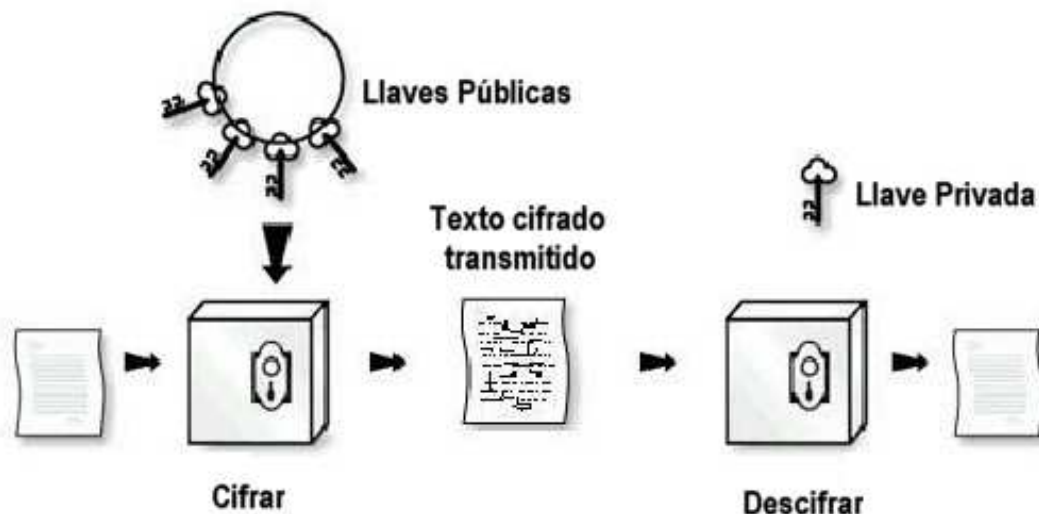 Llaves Públicas
Llave Privada
Texto cifrado
transmitido
Cifrar
Descifrar